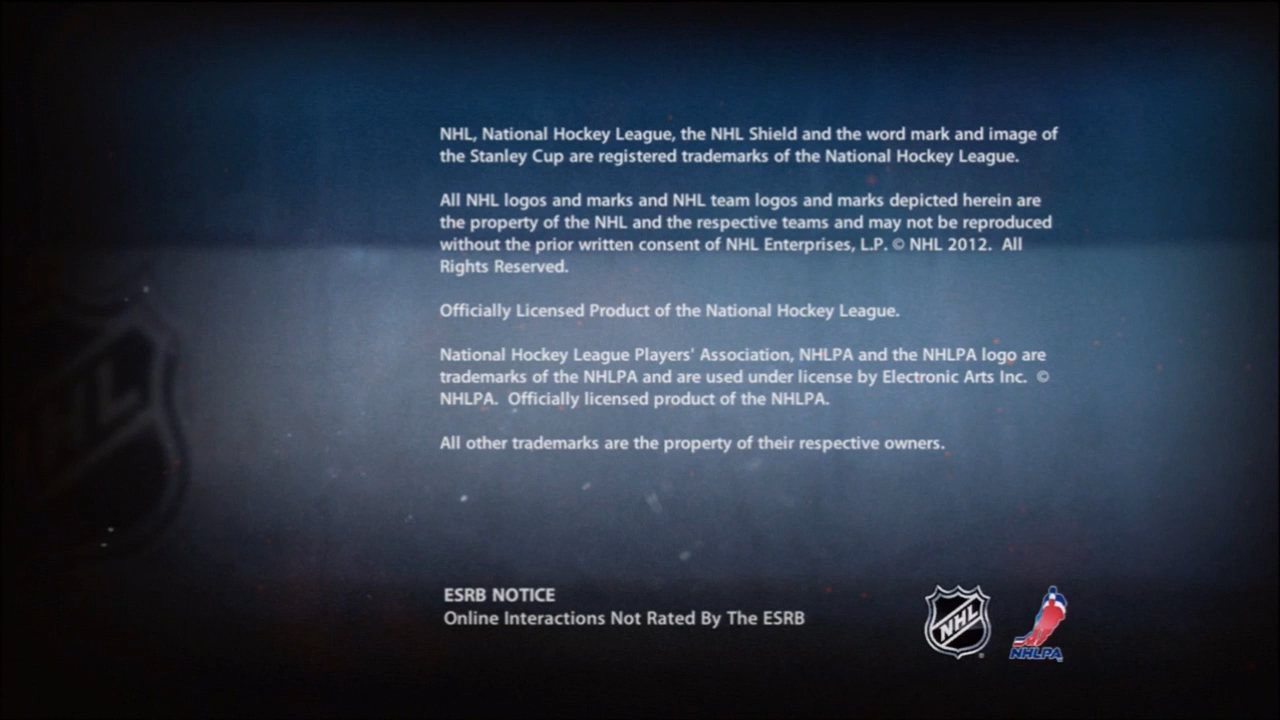 NHL, National Hockey League, the NHL Shield and the word mark and image of
the Stanley Cup are registered trademarks of the National Hockey League.
All NHL logos and marks and NHL team logos and marks depicted herein are
the property of the NHL and the respective teams and may not be reproduced
without the prior written consent of NHL Enterprises, L.P. © NHL 2012.  All
Rights Reserved.
Officially Licensed Product of the National Hockey League.
National Hockey League Players' Association, NHLPA and the NHLPA logo are
trademarks of the NHLPA and are used under license by Electronic Arts Inc.  ©
NHLPA.  Officially licensed product of the NHLPA.
All other trademarks are the property of their respective owners.
NHL
ESRB NOTICE
Online Interactions Not Rated By The ESRB
NHL
NHLPA